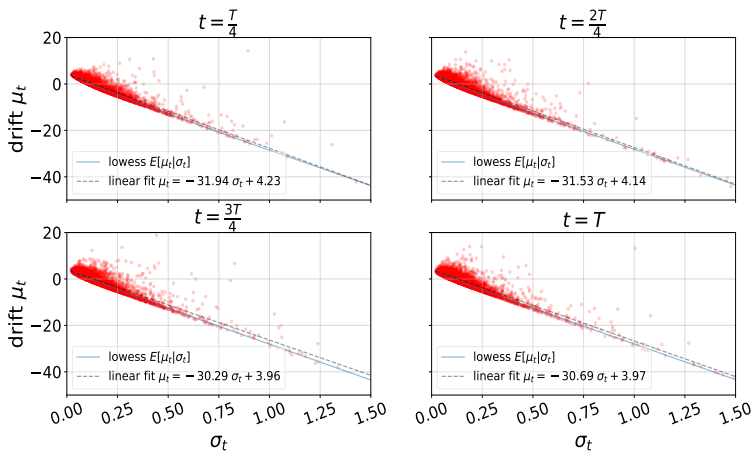 t = T/4
t = 2T/4
20
0
−20
−40
drift μ_t
lowess E[μ_t|σ_t]
linear fit μ_t = −31.94 σ_t + 4.23
lowess E[μ_t|σ_t]
linear fit μ_t = −31.53 σ_t + 4.14
t = 3T/4
t = T
20
0
−20
−40
drift μ_t
lowess E[μ_t|σ_t]
linear fit μ_t = −30.29 σ_t + 3.96
lowess E[μ_t|σ_t]
linear fit μ_t = −30.69 σ_t + 3.97
0.00 0.25 0.50 0.75 1.00 1.25 1.50
0.00 0.25 0.50 0.75 1.00 1.25 1.50
σ_t
σ_t